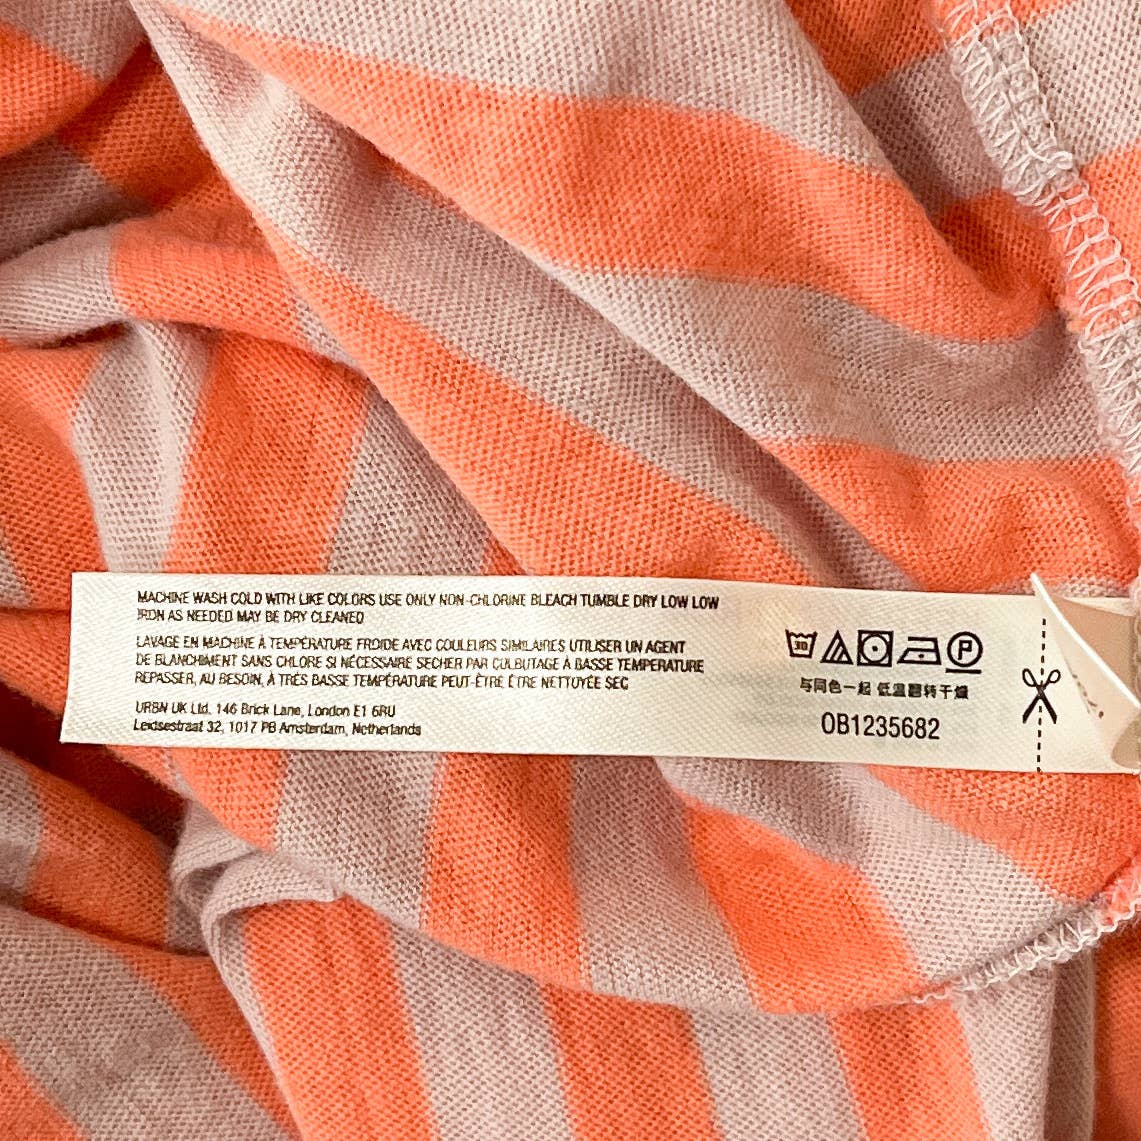 MACHINE WASH COLD WITH LIKE COLORS USE ONLY NON-CHLORINE BLEACH TUMBLE DRY LOW LOW
IRON AS NEEDED MAY BE DRY CLEANED
LAVAGE EN MACHINE À TEMPÉRATURE FROIDE AVEC COULEURS SIMILAIRES UTILISER UN AGENT
DE BLANCHIMENT SANS CHLORE SI NÉCESSAIRE SECHER PAR CULBUTAGE À BASSE TEMPERATURE
REPASSER, AU BESOIN, À TRÈS BASSE TEMPÉRATURE PEUT-ÊTRE ÊTRE NETTOYÉE SEC
URBN UK Ltd. 146 Brick Lane, London E1 6RU
Leidsestraat 32, 1017 PB Amsterdam, Netherlands
30 P
与同色一起 低温翻转干燥
OB1235682